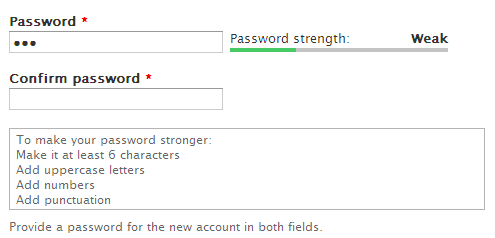 Password *
●●●
Password strength: Weak
Confirm password *
To make your password stronger:
Make it at least 6 characters
Add uppercase letters
Add numbers
Add punctuation
Provide a password for the new account in both fields.